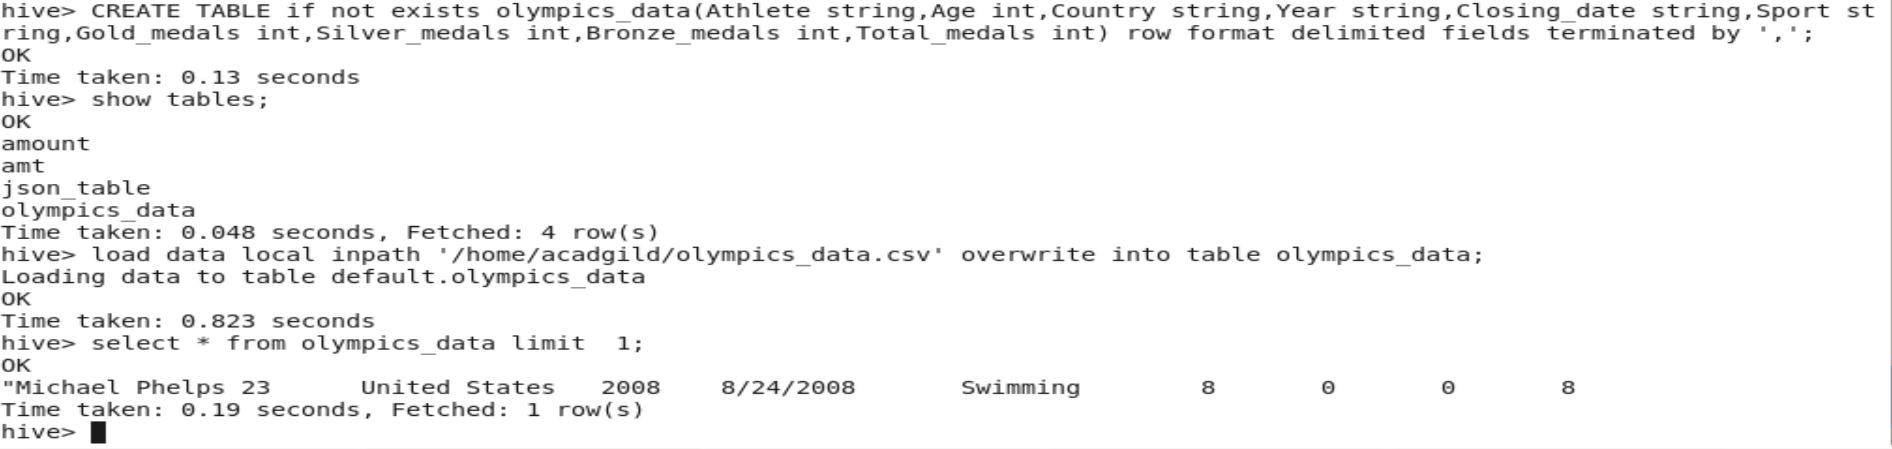 hive> CREATE TABLE if not exists olympics_data(Athlete string,Age int,Country string,Year string,Closing_date string,Sport st
ring,Gold_medals int,Silver_medals int,Bronze_medals int,Total_medals int) row format delimited fields terminated by ',';
OK
Time taken: 0.13 seconds
hive> show tables;
OK
amount
amt
json_table
olympics_data
Time taken: 0.048 seconds, Fetched: 4 row(s)
hive> load data local inpath '/home/acadgild/olympics_data.csv' overwrite into table olympics_data;
Loading data to table default.olympics_data
OK
Time taken: 0.823 seconds
hive> select * from olympics_data limit  1;
OK
"Michael Phelps 23      United States   2008    8/24/2008       Swimming        8       0       0       8
Time taken: 0.19 seconds, Fetched: 1 row(s)
hive>